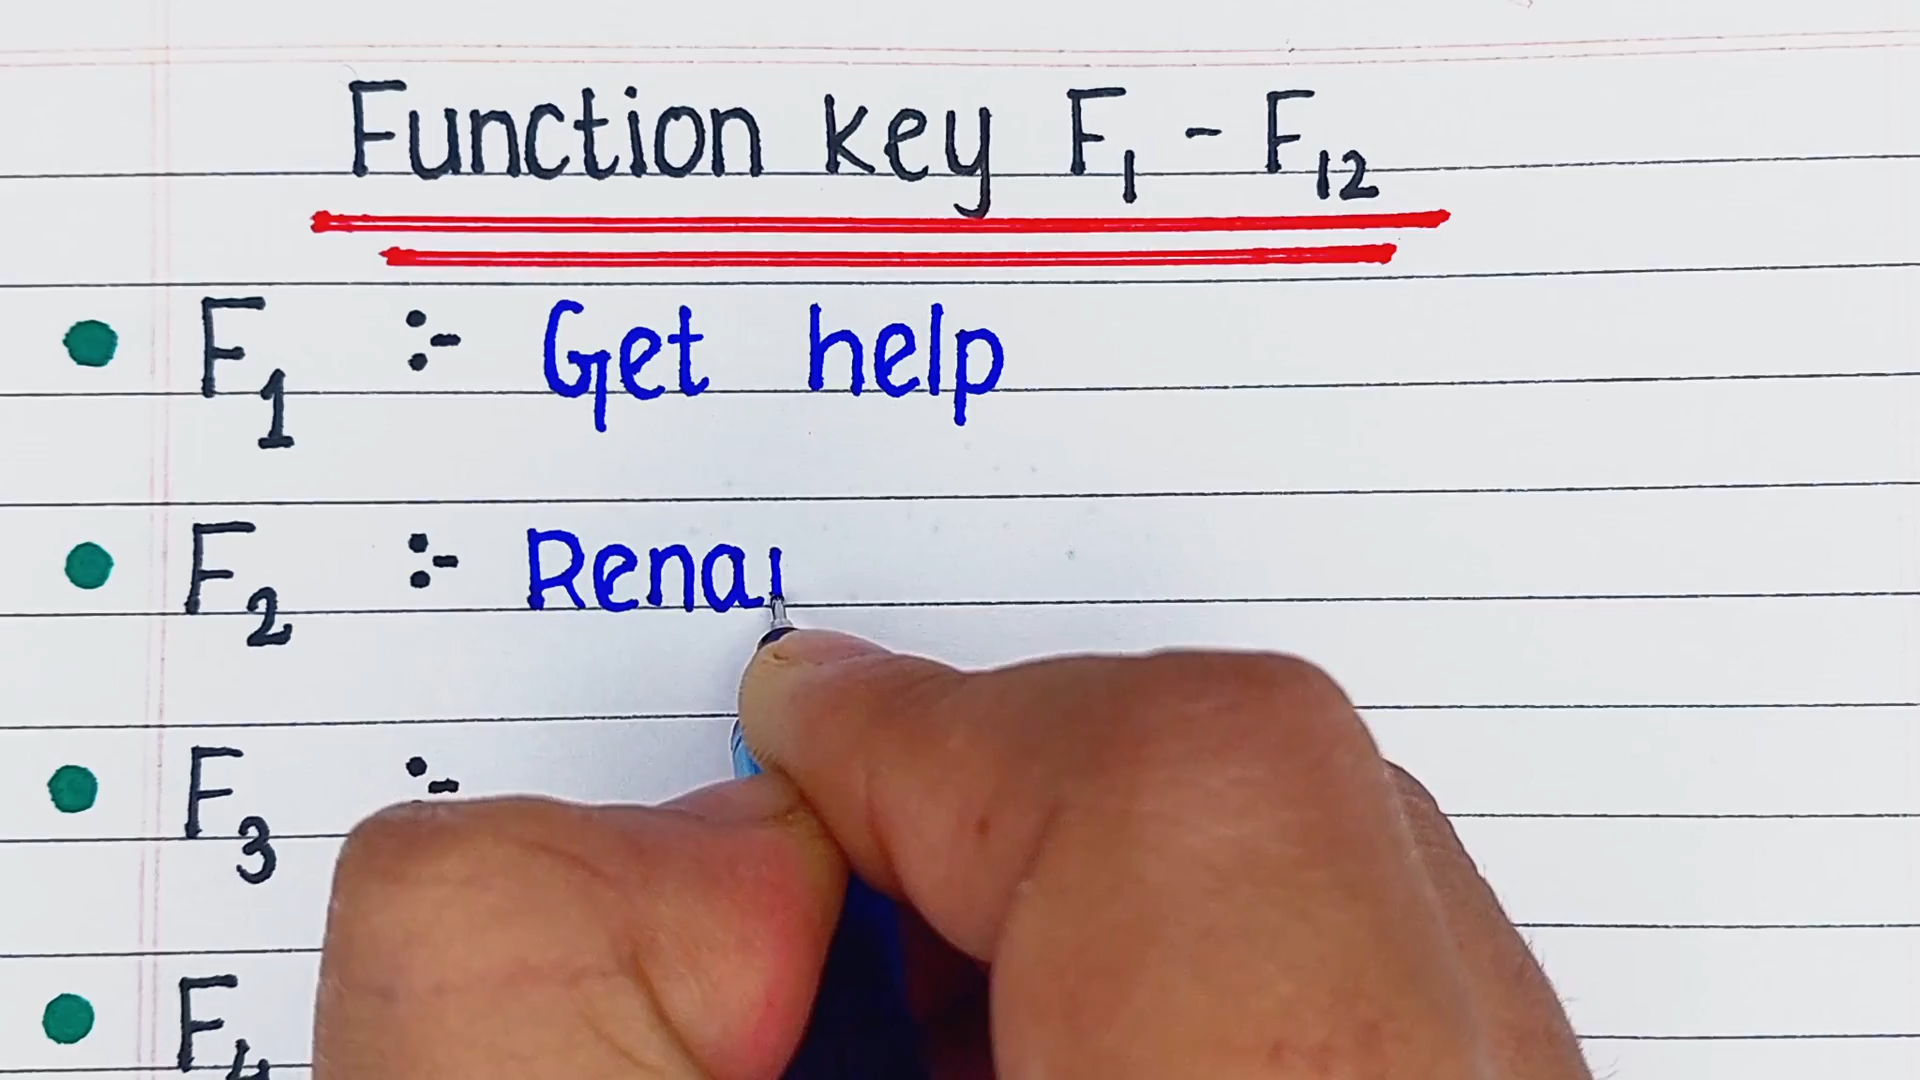 Function key F₁ - F₁₂
F₁ :- Get help
F₂ :- Rena
F₃ :-
F₄